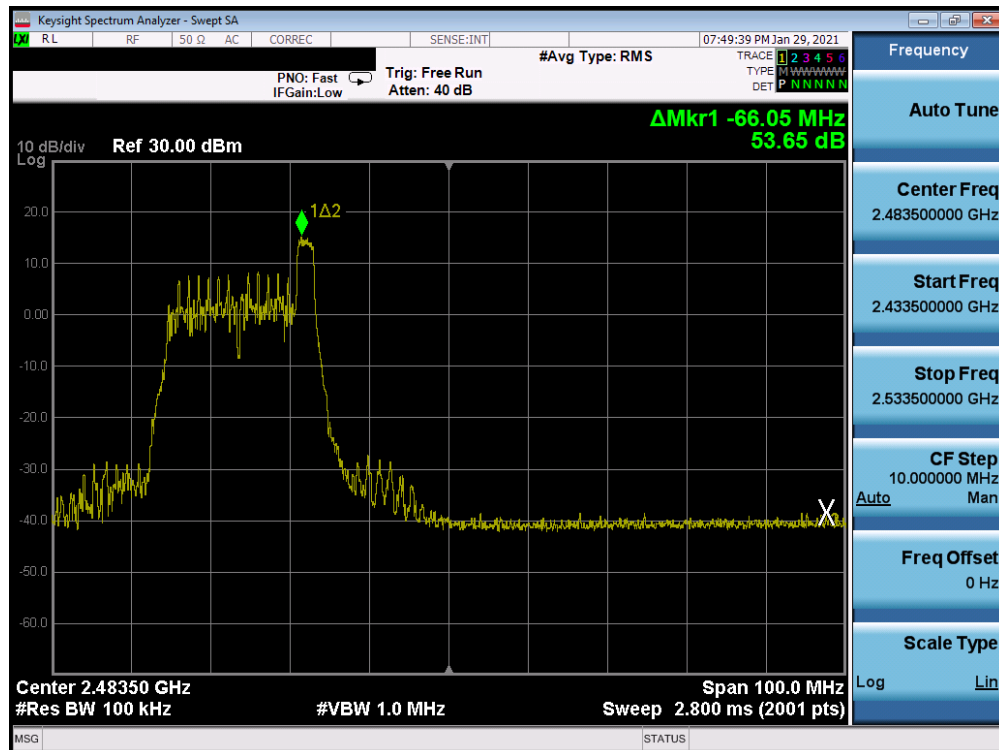 Keysight Spectrum Analyzer - Swept SA
LXI RL RF 50 Ω AC CORREC SENSE:INT 07:49:39 PM Jan 29, 2021
#Avg Type: RMS TRACE 1 2 3 4 5 6
PNO: Fast Trig: Free Run TYPE M WWWWW
IFGain:Low Atten: 40 dB DET P N N N N N
ΔMkr1 -66.05 MHz
53.65 dB
10 dB/div Ref 30.00 dBm
Log
1Δ2
20.0
10.0
0.00
-10.0
-20.0
-30.0
-40.0
-50.0
-60.0
X
Center 2.48350 GHz Span 100.0 MHz
#Res BW 100 kHz #VBW 1.0 MHz Sweep 2.800 ms (2001 pts)
MSG STATUS
Frequency
Auto Tune
Center Freq
2.483500000 GHz
Start Freq
2.433500000 GHz
Stop Freq
2.533500000 GHz
CF Step
10.000000 MHz
Auto Man
Freq Offset
0 Hz
Scale Type
Log Lin